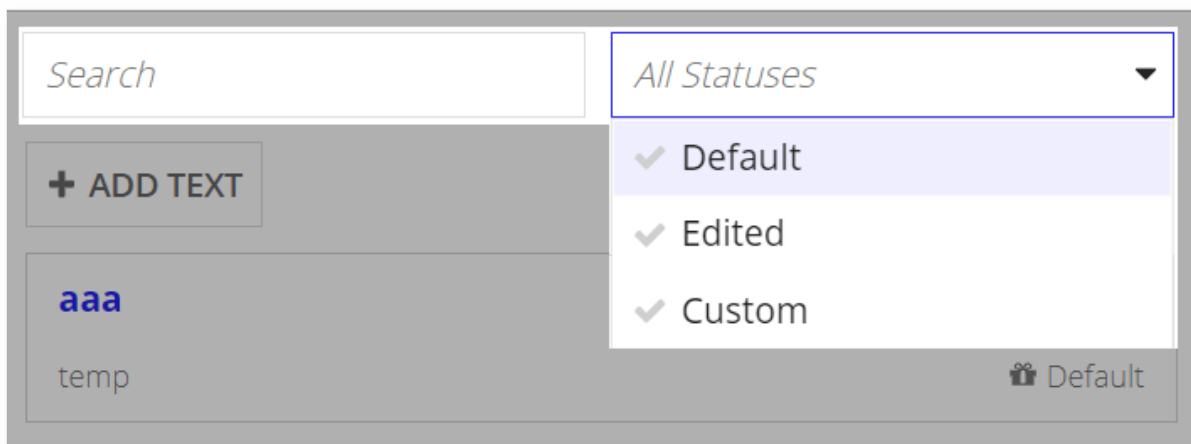 Search
All Statuses
Default
Edited
Custom
ADD TEXT
aaa
temp
Default